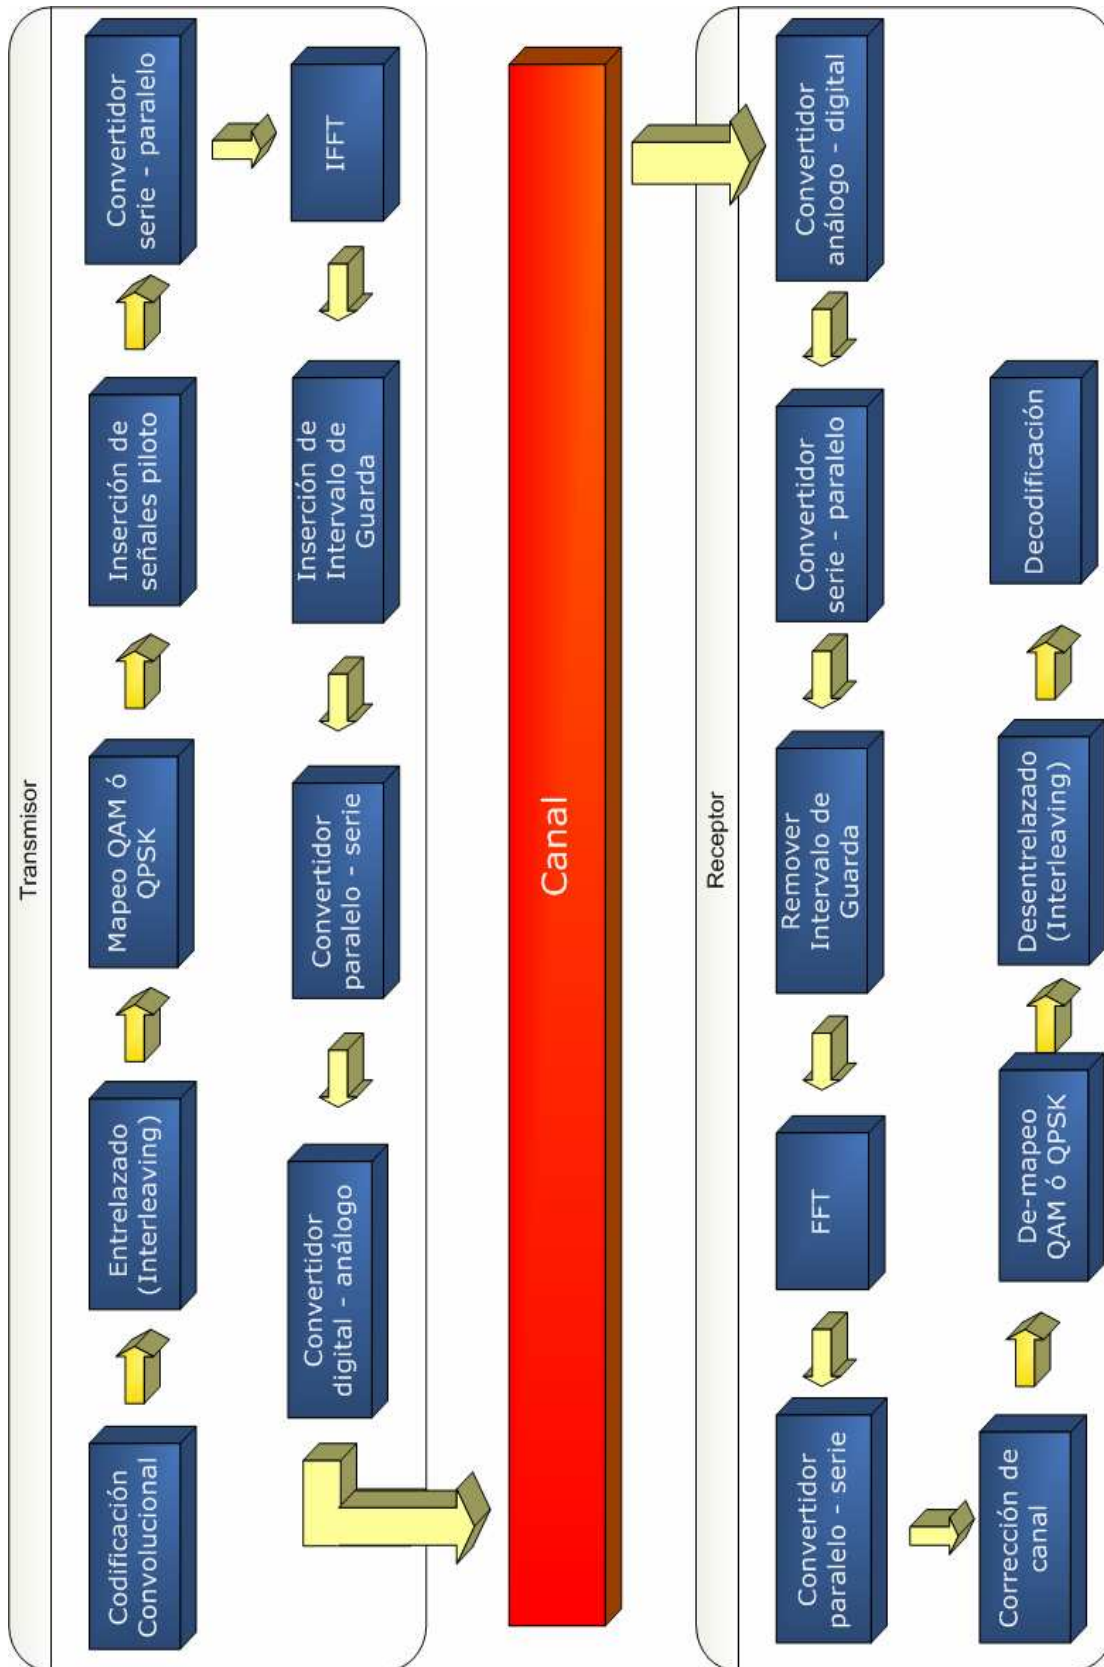 Transmisor
Codificación
Convolucional
Entrelazado
(Interleaving)
Mapeo QAM ó
QPSK
Inserción de
señales piloto
Convertidor
serie – paralelo
IFFT
Inserción de
Intervalo de
Guarda
Convertidor
paralelo – serie
Convertidor
digital – análogo
Canal
Receptor
Convertidor
análogo – digital
Convertidor
serie – paralelo
Remover
Intervalo de
Guarda
FFT
Convertidor
paralelo – serie
Corrección de
canal
De-mapeo
QAM ó QPSK
Desentrelazado
(Interleaving)
Decodificación